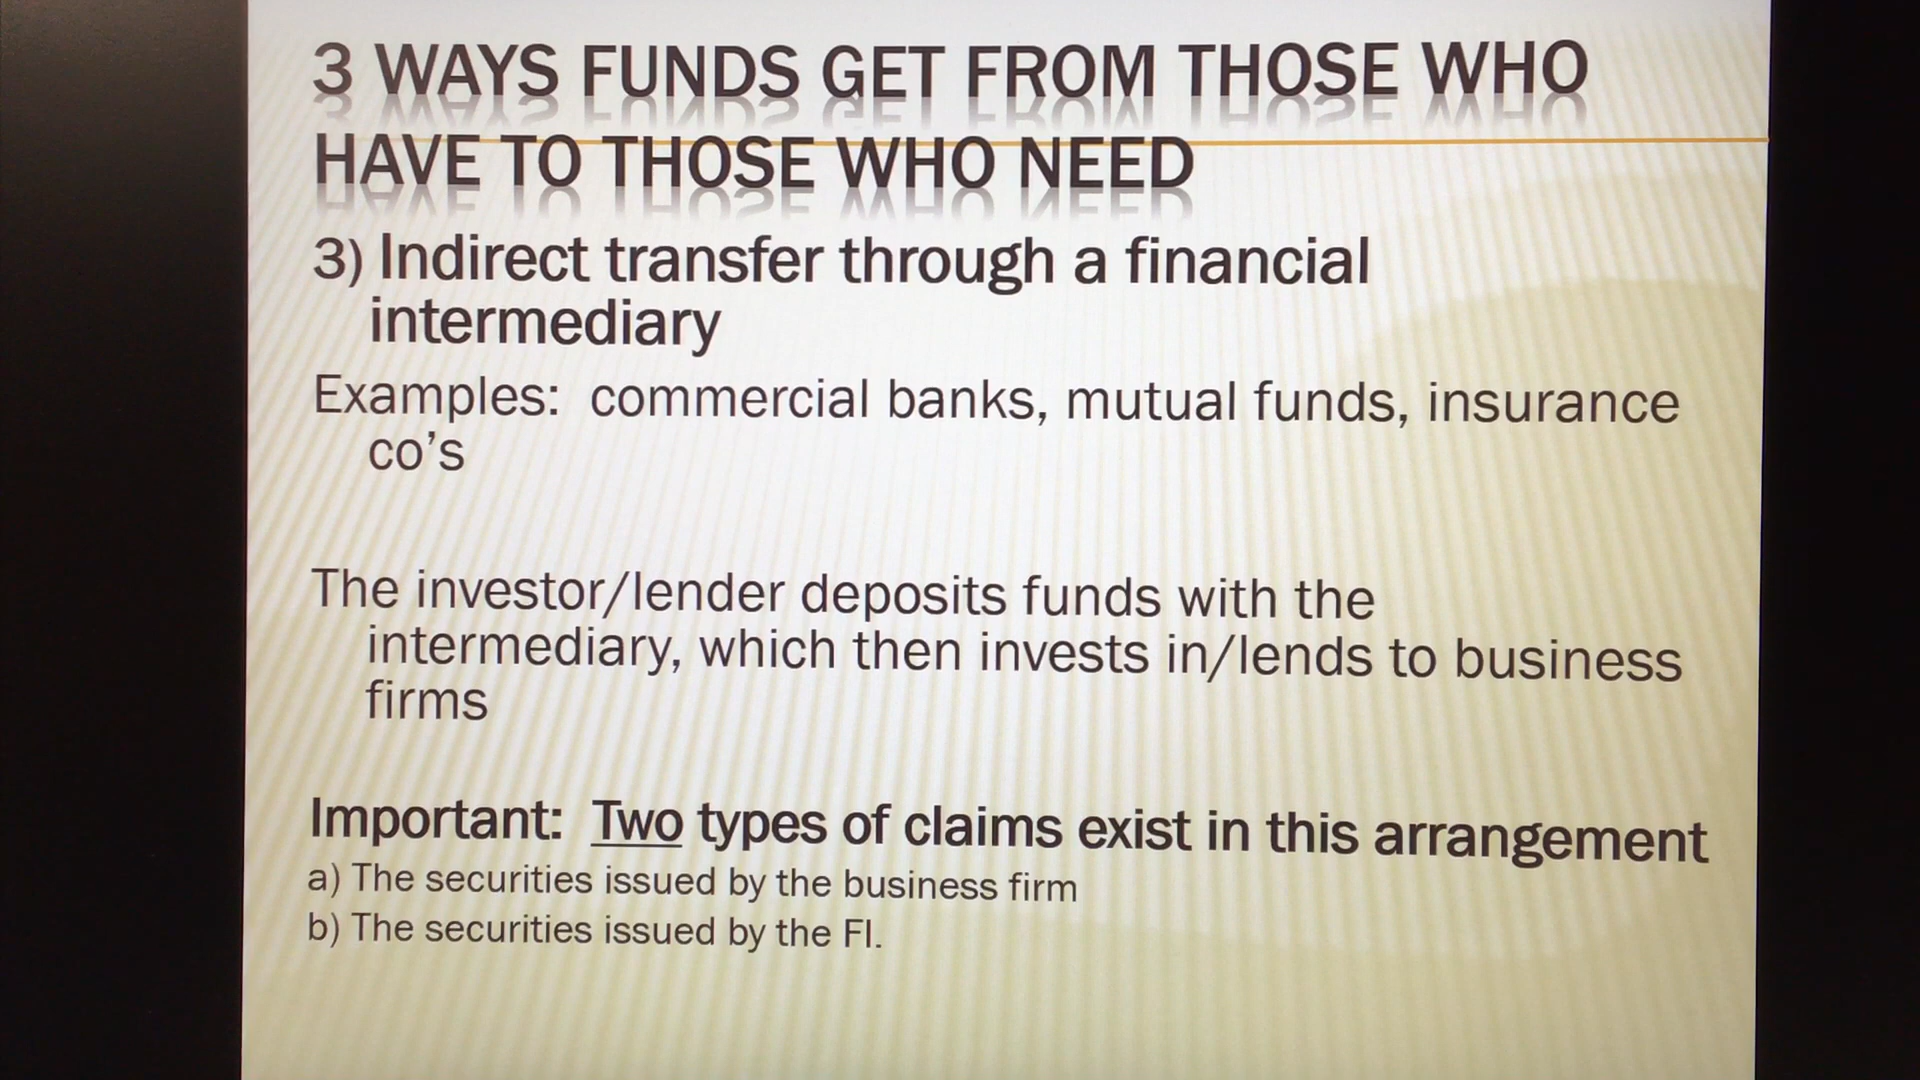 3 WAYS FUNDS GET FROM THOSE WHO
HAVE TO THOSE WHO NEED
3) Indirect transfer through a financial
intermediary
Examples:  commercial banks, mutual funds, insurance
co’s
The investor/lender deposits funds with the
intermediary, which then invests in/lends to business
firms
Important:  Two types of claims exist in this arrangement
a) The securities issued by the business firm
b) The securities issued by the FI.